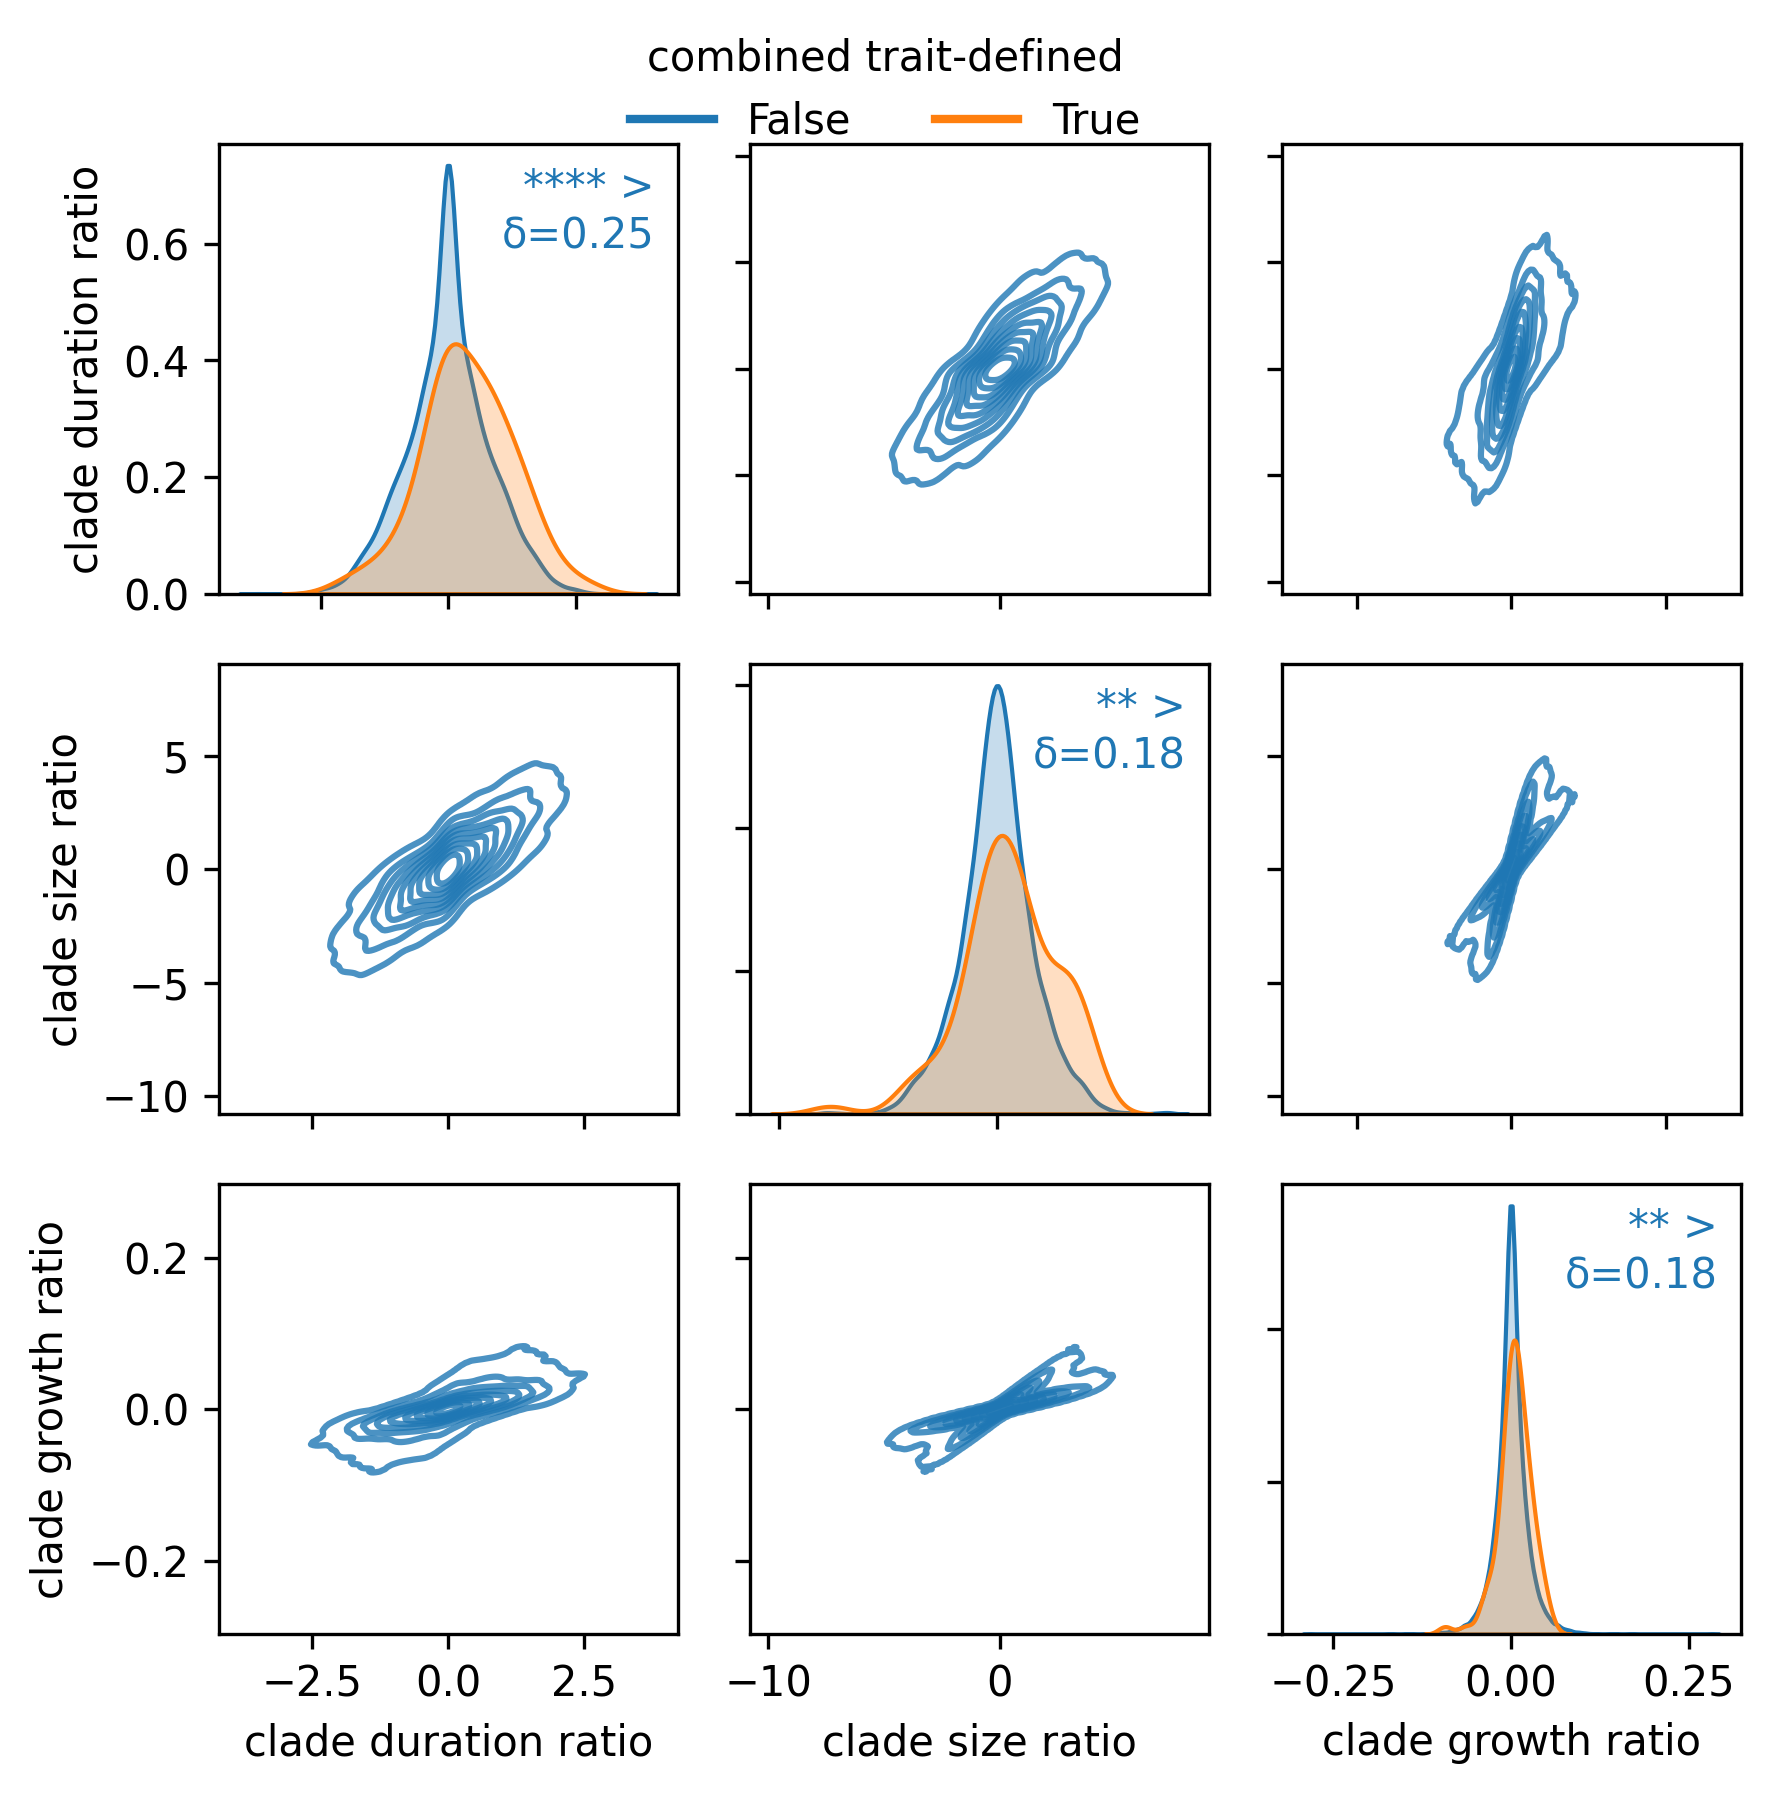 combined trait-defined
False True
clade duration ratio
0.6
0.4
0.2
0.0
**** >
δ=0.25
clade size ratio
5
0
−5
−10
** >
δ=0.18
clade growth ratio
0.2
0.0
−0.2
** >
δ=0.18
−2.5 0.0 2.5
−10 0
−0.25 0.00 0.25
clade duration ratio
clade size ratio
clade growth ratio